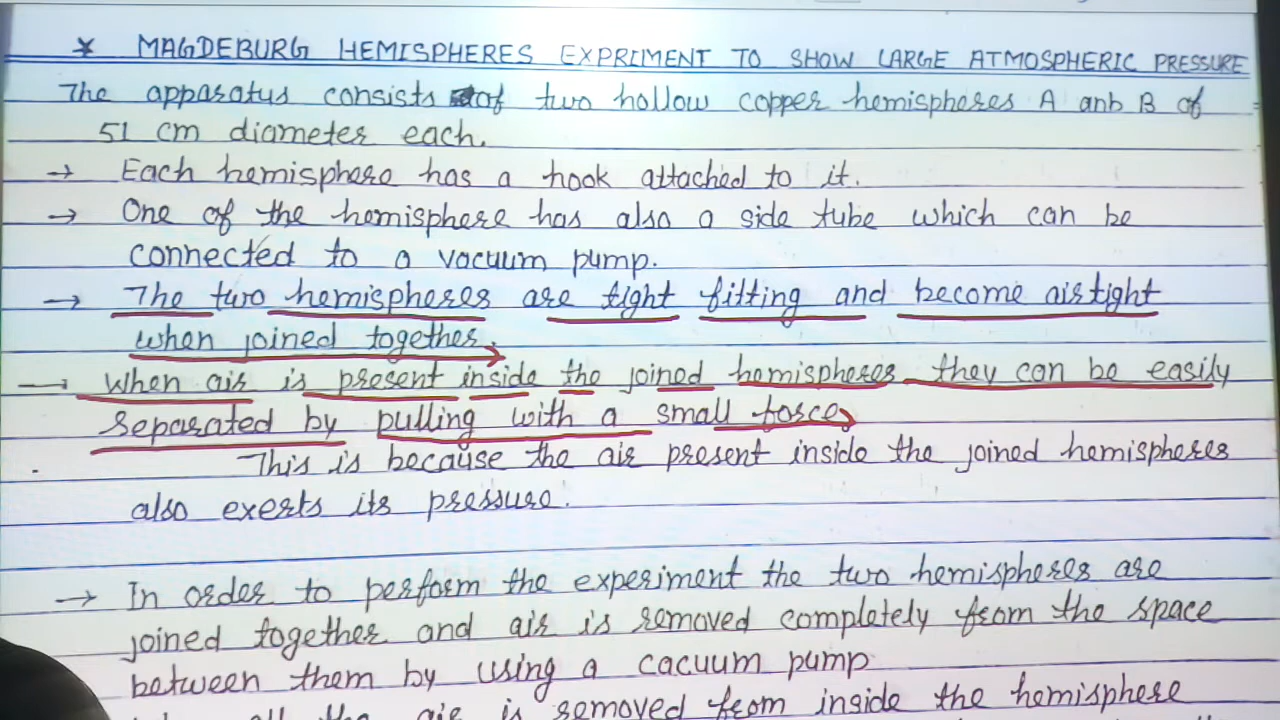 * MAGDEBURG HEMISPHERES EXPRIMENT TO SHOW LARGE ATMOSPHERIC PRESSURE
The apparatus consists of two hollow copper hemispheres A anb B of
51 cm diameter each.
→ Each hemisphere has a hook attached to it.
→ One of the hemisphere has also a side tube which can be
connected to a vacuum pump.
→ The two hemispheres are tight fitting and become airtight
when joined together.
→ When air is present inside the joined hemispheres they can be easily
separated by pulling with a small force
This is because the air present inside the joined hemispheres
also exerts its pressure.
→ In order to perform the experiment the two hemispheres are
joined together and air is removed completely from the space
between them by using a cacuum pump
all the air is removed from inside the hemisphere